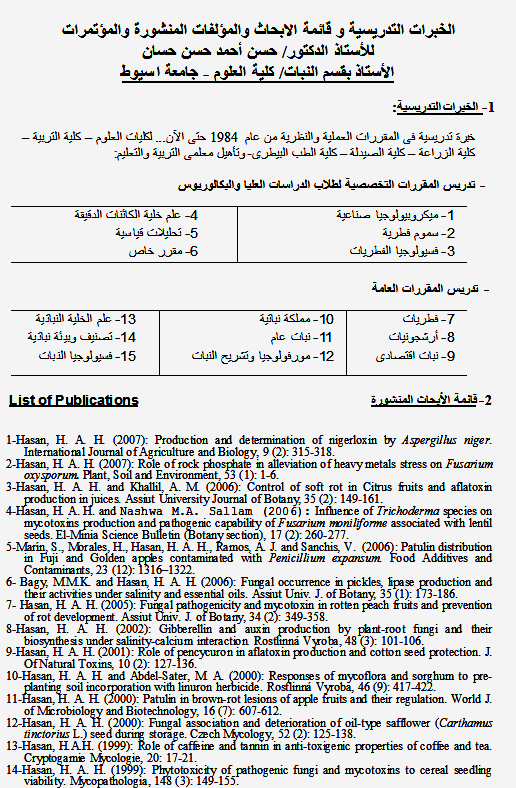 الخبرات التدريسية و قائمة الابحاث والمؤلفات المنشورة والمؤتمرات
للأستاذ الدكتور/ حسن أحمد حسن حسان
الأستاذ بقسم النبات/ كلية العلوم - جامعة اسيوط
1- الخبرات التدريسية:
خبرة تدريسية فى المقررات العملية والنظرية من عام 1984 حتى الآن... لكليات العلوم – كلية التربية –
كلية الزراعة – كلية الصيدلة – كلية الطب البيطرى- وتأهيل معلمى التربية والتعليم:
- تدريس المقررات التخصصية لطلاب الدراسات العليا والبكالوريوس
1- ميكروبيولوجيا صناعية 4- علم خلية الكائنات الدقيقة
2- سموم فطرية 5- تحليلات قياسية
3- فسيولوجيا الفطريات 6- مقرر خاص
- تدريس المقررات العامة
7- فطريات 10- مملكة نباتية 13- علم الخلية النباتية
8- أرشجونيات 11- نبات عام 14- تصنيف وبيئة نباتية
9- نبات اقتصادى 12- مورفولوجيا وتشريح النبات 15- فسيولوجيا النبات
2-قائمة الأبحاث المنشورة List of Publications
1-Hasan, H. A. H. (2007): Production and determination of nigerloxin by Aspergillus niger.
International Journal of Agriculture and Biology, 9 (2): 315-318.
2-Hasan, H. A. H. (2007): Role of rock phosphate in alleviation of heavy metals stress on Fusarium
oxysporum. Plant, Soil and Environment, 53 (1): 1-6.
3-Hasan, H. A. H. and Khallil, A. M. (2006): Control of soft rot in Citrus fruits and aflatoxin
production in juices. Assiut University Journal of Botany, 35 (2): 149-161.
4-Hasan, H. A. H. and Nashwa M.A. Sallam (2006): Influence of Trichoderma species on
mycotoxins production and pathogenic capability of Fusarium moniliforme associated with lentil
seeds. El-Minia Science Bulletin (Botany section), 17 (2): 260-277.
5-Marin, S., Morales, H., Hasan, H. A. H., Ramos, A. J. and Sanchis, V. (2006): Patulin distribution
in Fuji and Golden apples contaminated with Penicillium expansum. Food Additives and
Contaminants, 23 (12): 1316–1322.
6- Bagy, M.M.K. and Hasan, H. A. H. (2006): Fungal occurrence in pickles, lipase production and
their activities under salinity and essential oils. Assiut Univ. J. of Botany, 35 (1): 173-186.
7- Hasan, H. A. H. (2005): Fungal pathogenicity and mycotoxin in rotten peach fruits and prevention
of rot development. Assiut Univ. J. of Botany, 34 (2): 349-358.
8-Hasan, H. A. H. (2002): Gibberellin and auxin production by plant-root fungi and their
biosynthesis under salinity-calcium interaction. Rostlinná Vyroba, 48 (3): 101-106.
9-Hasan, H. A. H. (2001): Role of pencycuron in aflatoxin production and cotton seed protection. J.
Of Natural Toxins, 10 (2): 127-136.
10-Hasan, H. A. H. and Abdel-Sater, M. A. (2000): Responses of mycoflora and sorghum to pre-
planting soil incorporation with linuron herbicide. Rostlinná Vyroba, 46 (9): 417-422.
11-Hasan, H. A. H. (2000): Patulin in brown-rot lesions of apple fruits and their regulation. World J.
of Microbiology and Biotechnology, 16 (7): 607-612.
12-Hasan, H. A. H. (2000): Fungal association and deterioration of oil-type safflower (Carthamus
tinctorius L.) seed during storage. Czech Mycology, 52 (2): 125-138.
13-Hasan, H.A.H. (1999): Role of caffeine and tannin in anti-toxigenic properties of coffee and tea.
Cryptogamie Mycologie, 20: 17-21.
14-Hasan, H. A. H. (1999): Phytotoxicity of pathogenic fungi and mycotoxins to cereal seedling
viability. Mycopathologia, 148 (3): 149-155.